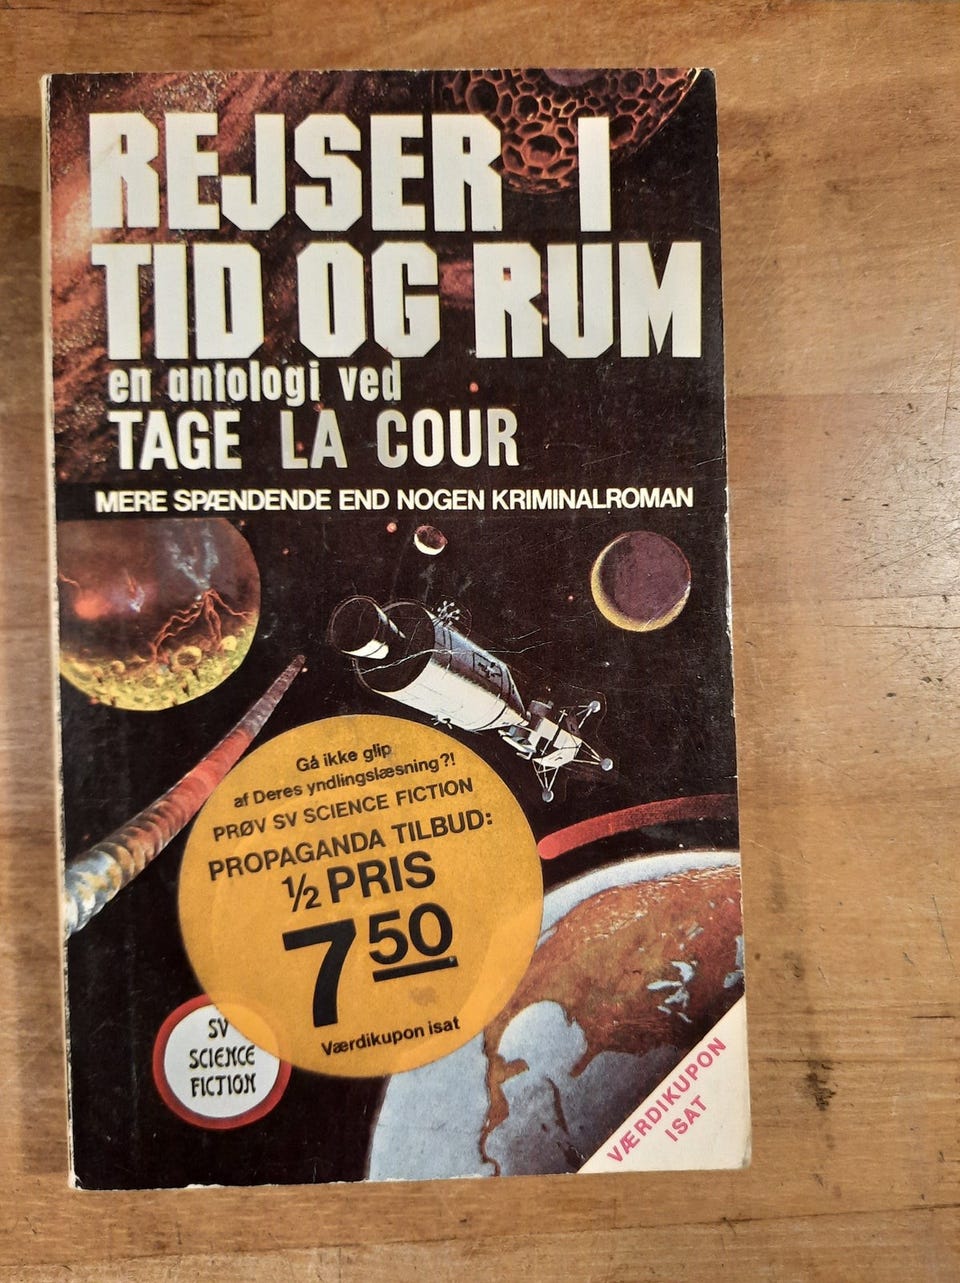 REJSER I
TID OG RUM
en antologi ved
TAGE LA COUR
MERE SPÆNDENDE END NOGEN KRIMINALROMAN
Gå ikke glip
af Deres yndlingslæsning?!
PRØV SV SCIENCE FICTION
PROPAGANDA TILBUD:
½ PRIS
7 50
Værdikupon isat
SV
SCIENCE
FICTION
VÆRDIKUPON
ISAT